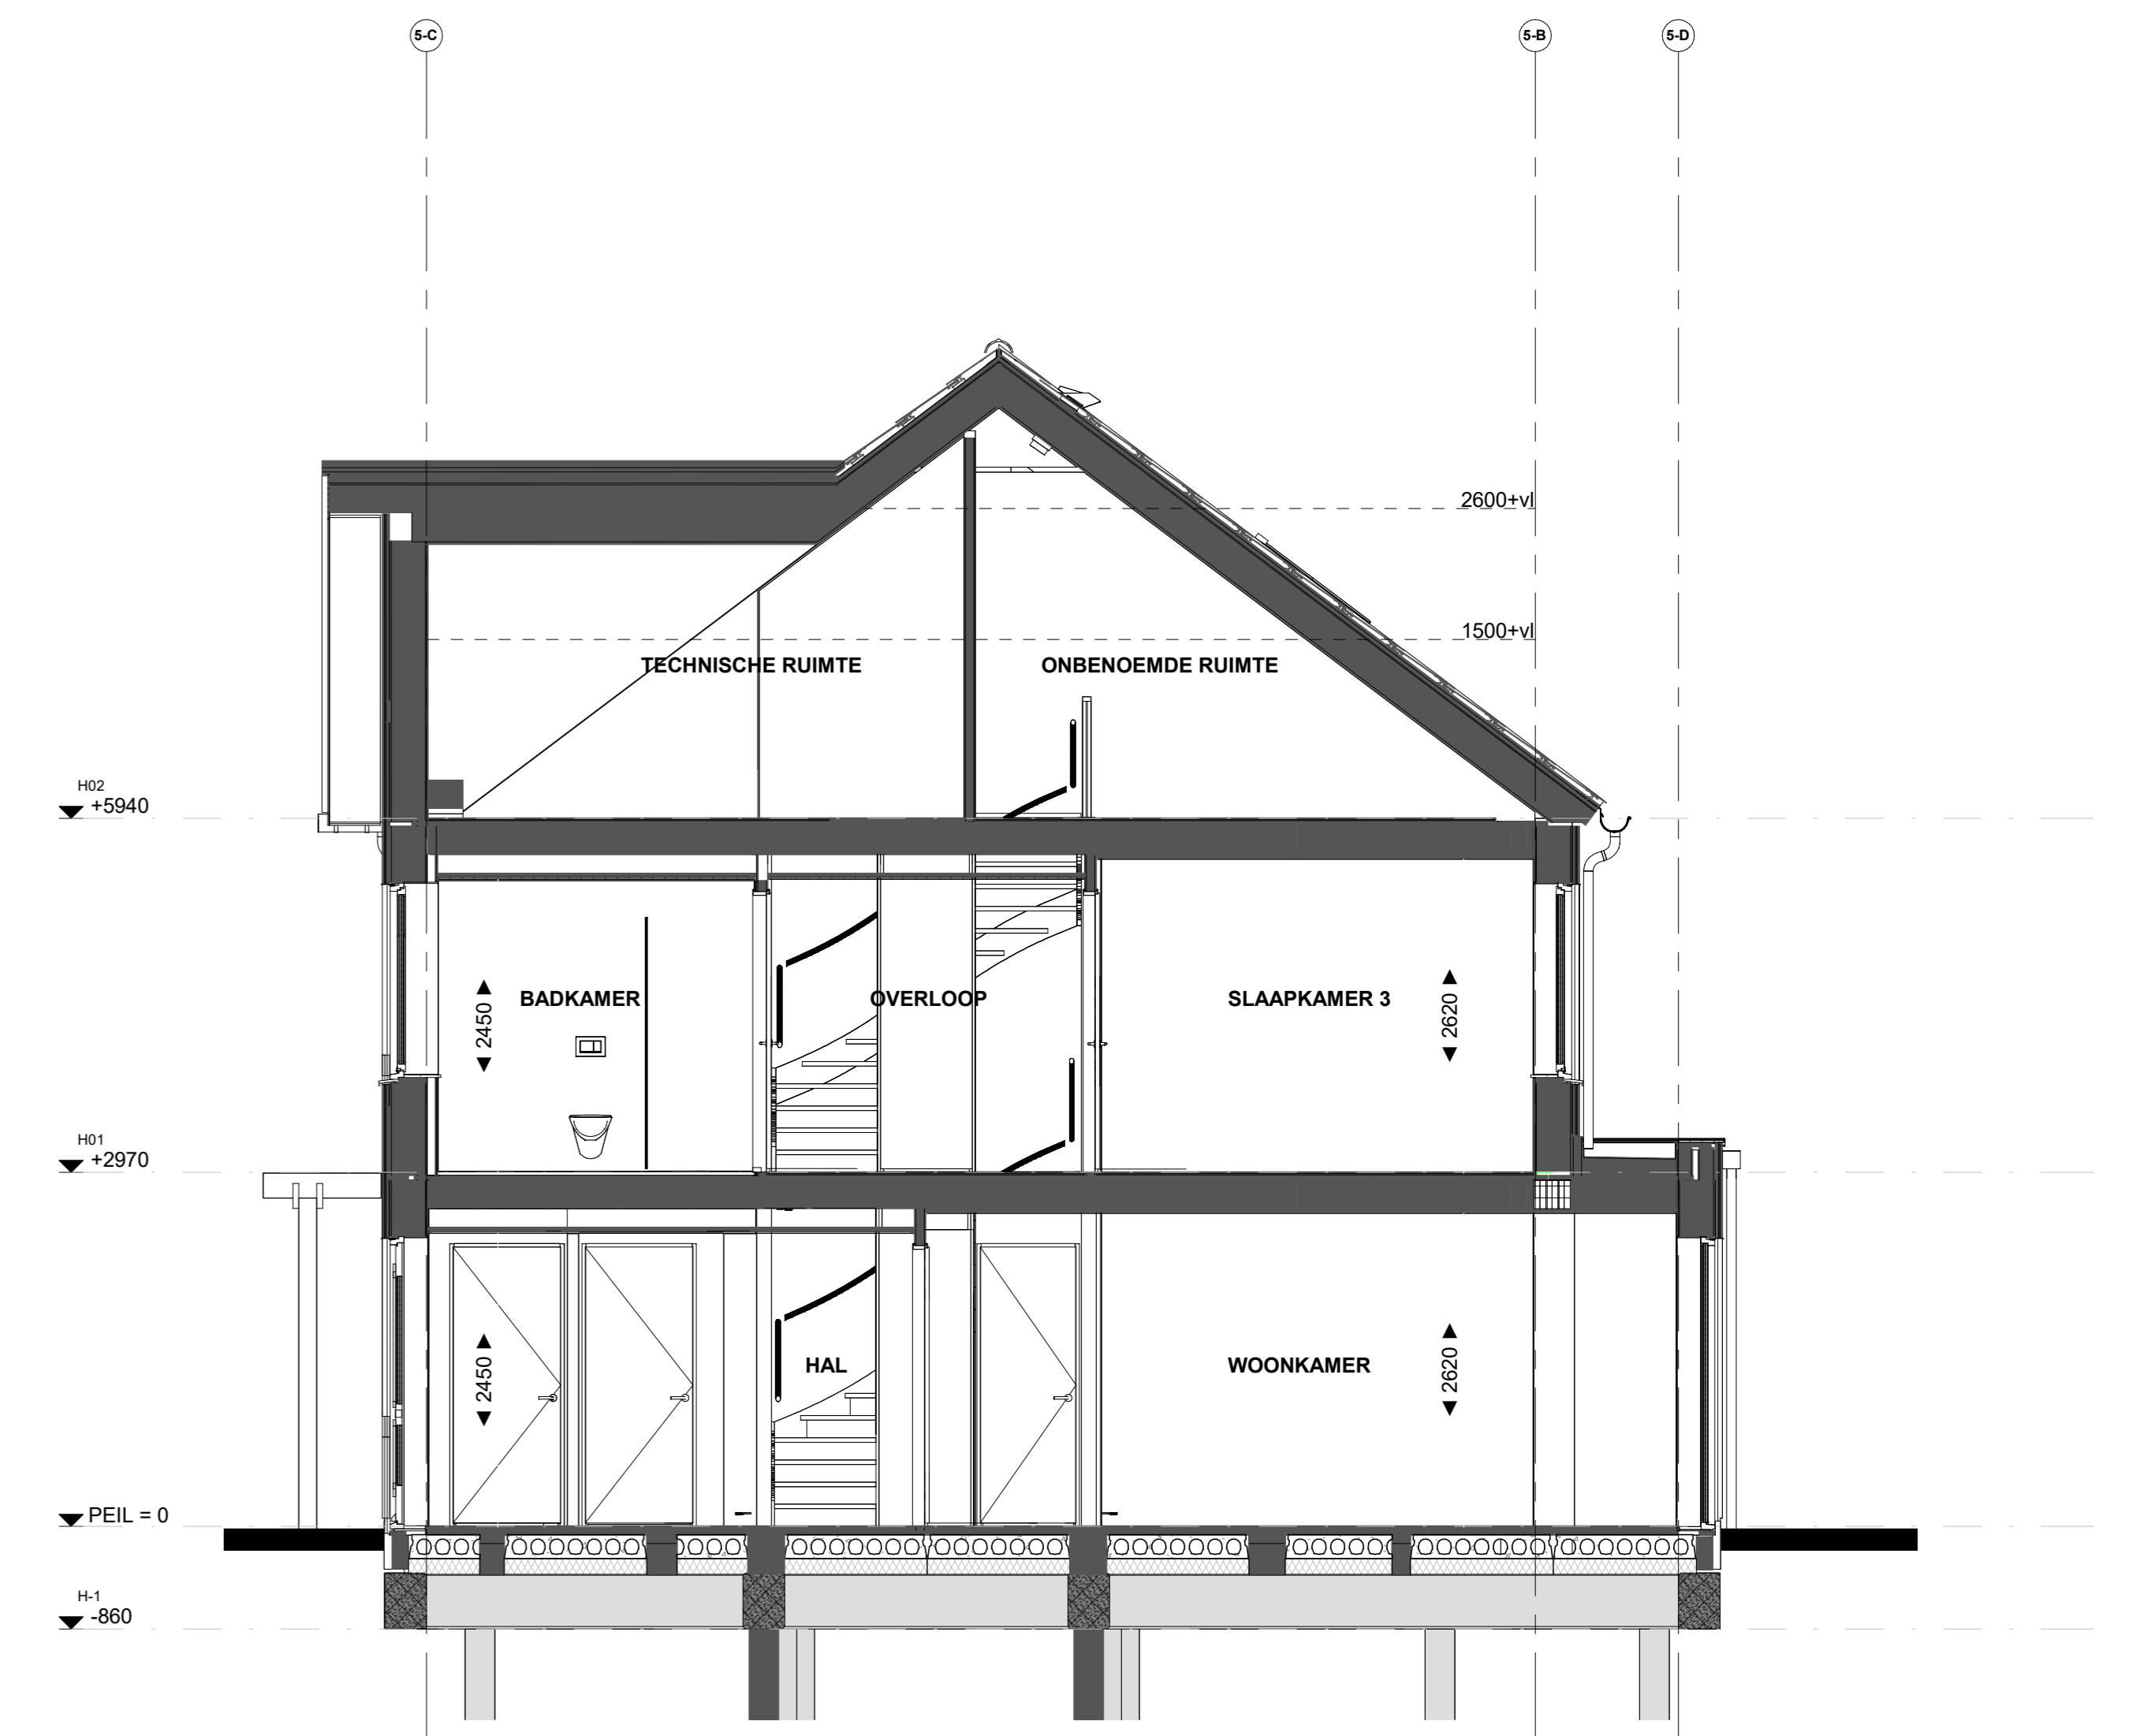 5-C
5-B
5-D
2600+vl
1500+vl
TECHNISCHE RUIMTE
ONBENOEMDE RUIMTE
H02
+5940
BADKAMER
OVERLOOP
SLAAPKAMER 3
2450
2620
H01
+2970
HAL
WOONKAMER
2450
2620
PEIL = 0
H-1
-860